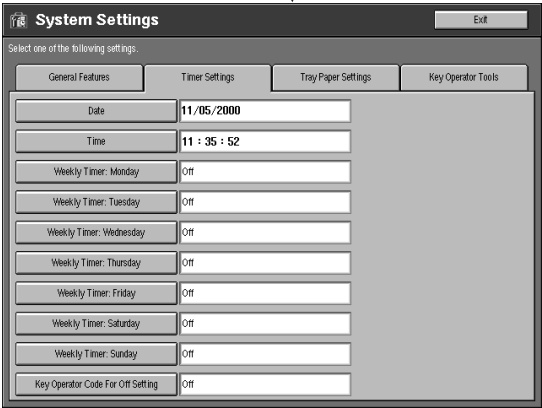 System Settings Exit
Select one of the following settings.
General Features Timer Settings Tray Paper Settings Key Operator Tools
Date 11/05/2000
Time 11 : 35 : 52
Weekly Timer: Monday Off
Weekly Timer: Tuesday Off
Weekly Timer: Wednesday Off
Weekly Timer: Thursday Off
Weekly Timer: Friday Off
Weekly Timer: Saturday Off
Weekly Timer: Sunday Off
Key Operator Code For Off Setting Off